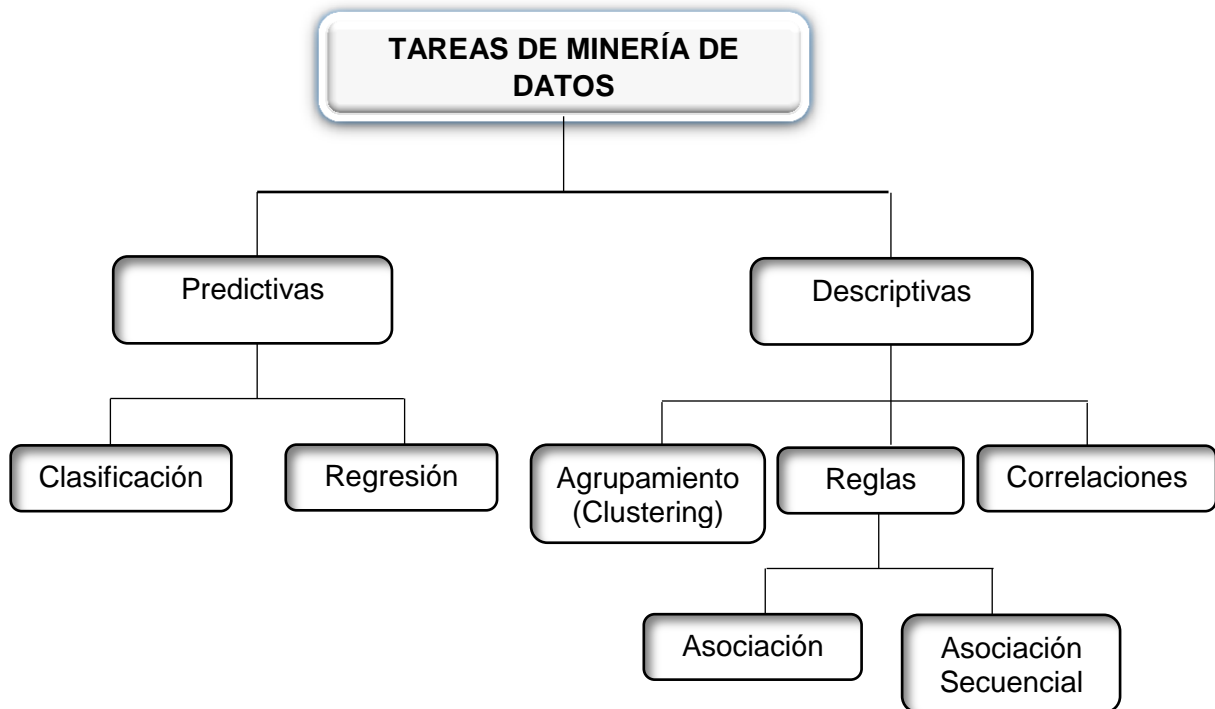 TAREAS DE MINERÍA DE
DATOS
Predictivas
Descriptivas
Clasificación
Regresión
Agrupamiento
(Clustering)
Reglas
Correlaciones
Asociación
Asociación
Secuencial